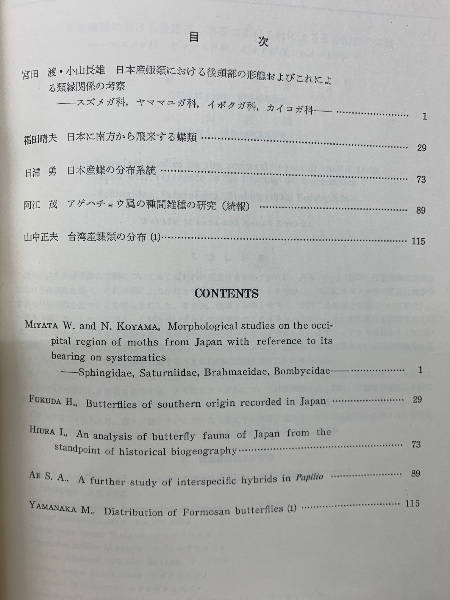 目 次
宮田 渡・小山長雄 日本産蛾類における後頭部の形態およびこれによ
る類縁関係の考察
——スズメガ科，ヤママユガ科，イボタガ科，カイコガ科—— 1
福田晴夫 日本に南方から飛来する蝶類 29
日浦 勇 日本産蝶の分布系統 73
阿江 茂 アゲハチョウ属の種間雑種の研究（続報） 89
山中正夫 台湾産蝶類の分布 (1) 115
CONTENTS
MIYATA W. and N. KOYAMA, Morphological studies on the occi-
pital region of moths from Japan with reference to its
bearing on systematics
——Sphingidae, Saturniidae, Brahmaeidae, Bombycidae—— 1
FUKUDA H., Butterflies of southern origin recorded in Japan 29
HIURA I., An analysis of butterfly fauna of Japan from the
standpoint of historical biogeography 73
AE S. A., A further study of interspecific hybrids in Papilio 89
YAMANAKA M., Distribution of Formosan butterflies (1) 115